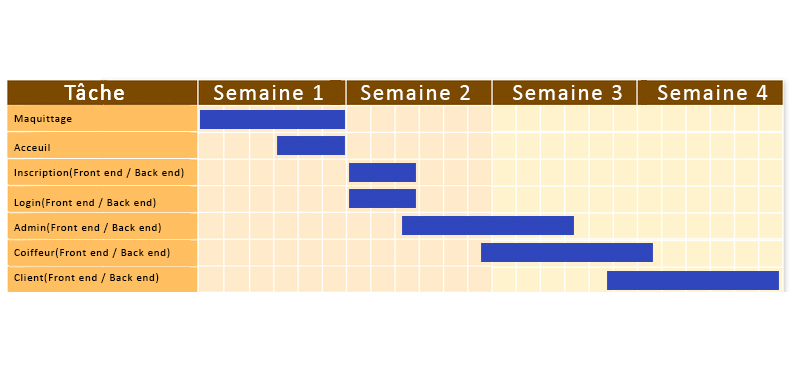 Tâche Semaine 1 Semaine 2 Semaine 3 Semaine 4
Maquittage
Acceuil
Inscription(Front end / Back end)
Login(Front end / Back end)
Admin(Front end / Back end)
Coiffeur(Front end / Back end)
Client(Front end / Back end)